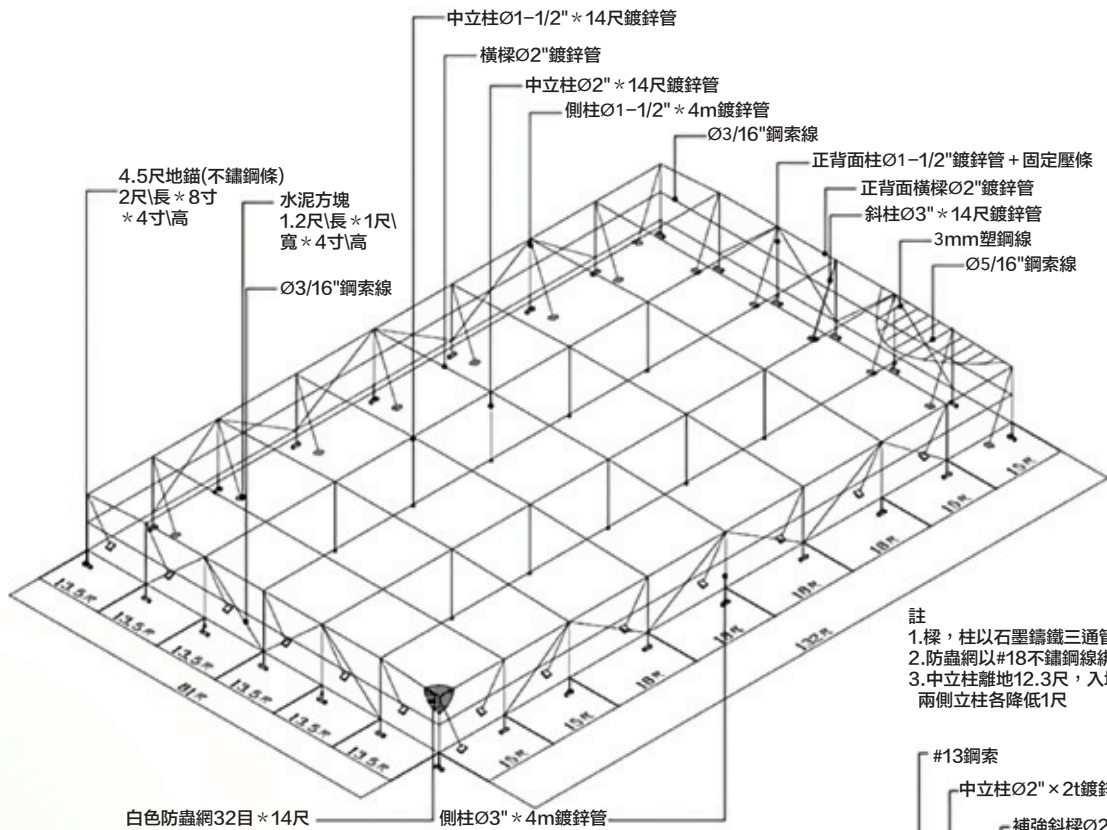 中立柱Ø1-1/2"＊14尺鍍鋅管
橫樑Ø2"鍍鋅管
中立柱Ø2"＊14尺鍍鋅管
側柱Ø1-1/2"＊4m鍍鋅管
Ø3/16"鋼索線
正背面柱Ø1-1/2"鍍鋅管+固定壓條
正背面橫樑Ø2"鍍鋅管
斜柱Ø3"＊14尺鍍鋅管
3mm塑鋼線
Ø5/16"鋼索線
4.5尺地錨(不鏽鋼條)
2尺\長＊8寸
＊4寸\高
水泥方塊
1.2尺\長＊1尺\
寬＊4寸\高
Ø3/16"鋼索線
13.5尺
13.5尺
13.5尺
13.5尺
13.5尺
13.5尺
81尺
15尺
15尺
18尺
18尺
18尺
18尺
15尺
15尺
132尺
註
1.樑，柱以石墨鑄鐵三通管
2.防蟲網以#18不鏽鋼線
3.中立柱離地12.3尺，入
兩側立柱各降低1尺
#13鋼索
中立柱Ø2"×2t鍍
補強斜樑Ø2
白色防蟲網32目＊14尺
側柱Ø3"＊4m鍍鋅管